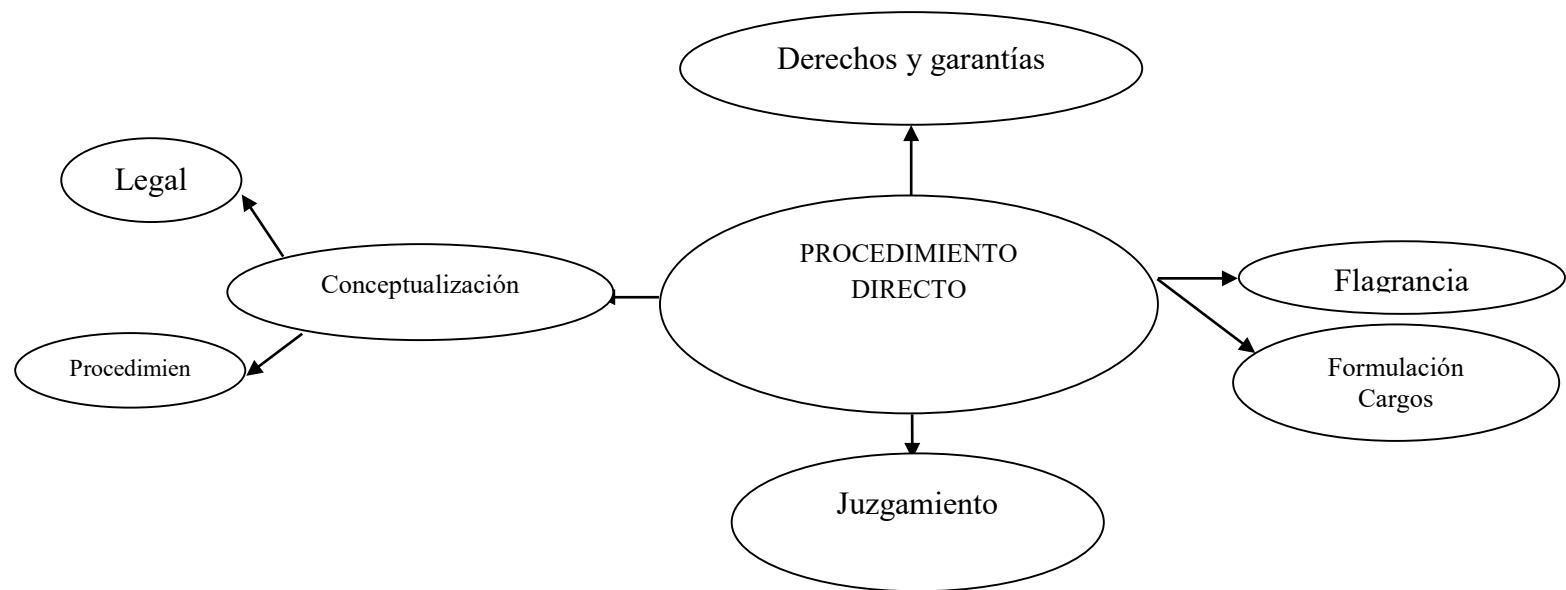 Derechos y garantías
Legal
PROCEDIMIENTO
DIRECTO
Conceptualización
Flagrancia
Procedimien
Formulación
Cargos
Juzgamiento